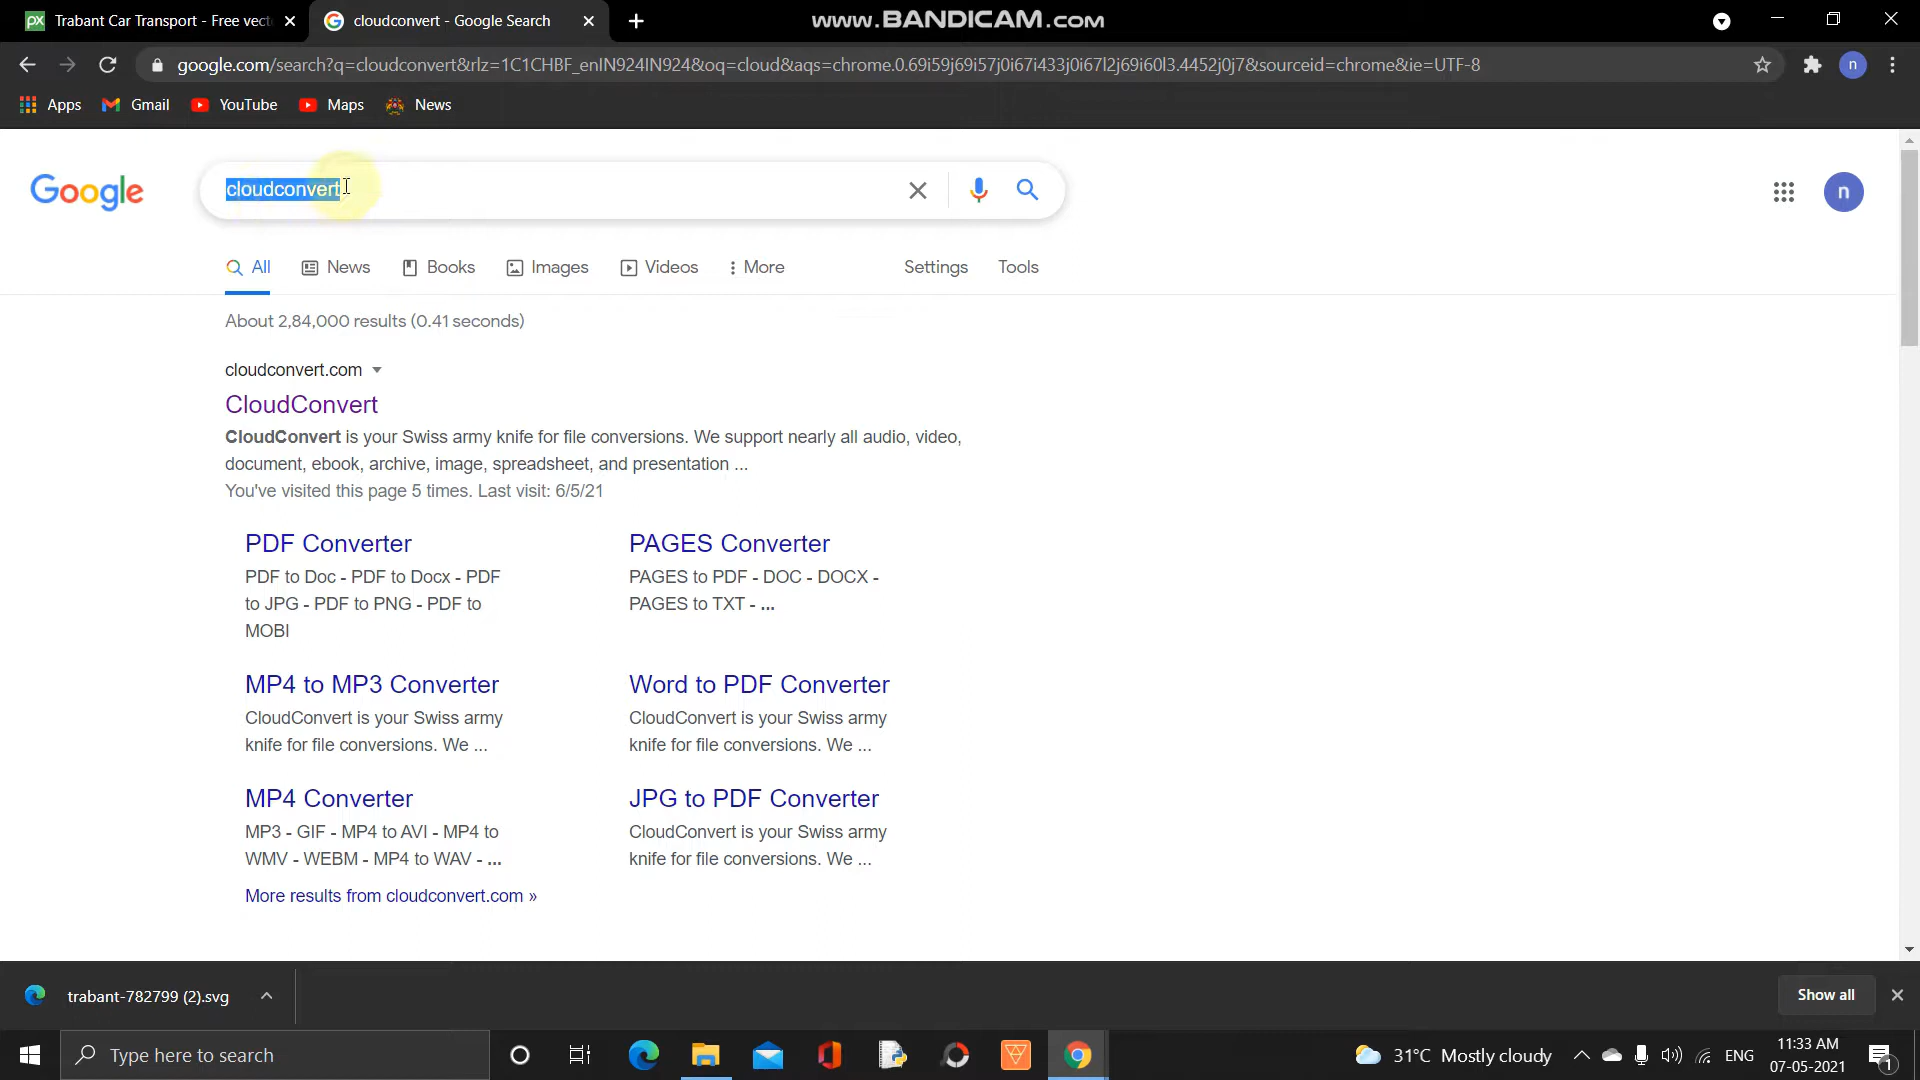 Trabant Car Transport - Free vect
cloudconvert - Google Search
www.BANDICAM.com
google.com/search?q=cloudconvert&rlz=1C1CHBF_enIN924IN924&oq=cloud&aqs=chrome.0.69i59j69i57j0i67i433j0i67l2j69i60l3.4452j0j7&sourceid=chrome&ie=UTF-8
n
Apps
Gmail
YouTube
Maps
News
Google
cloudconvert
n
All
News
Books
Images
Videos
More
Settings
Tools
About 2,84,000 results (0.41 seconds)
cloudconvert.com
CloudConvert
CloudConvert is your Swiss army knife for file conversions. We support nearly all audio, video,
document, ebook, archive, image, spreadsheet, and presentation ...
You've visited this page 5 times. Last visit: 6/5/21
PDF Converter
PDF to Doc - PDF to Docx - PDF
to JPG - PDF to PNG - PDF to
MOBI
PAGES Converter
PAGES to PDF - DOC - DOCX -
PAGES to TXT - ...
MP4 to MP3 Converter
CloudConvert is your Swiss army
knife for file conversions. We ...
Word to PDF Converter
CloudConvert is your Swiss army
knife for file conversions. We ...
MP4 Converter
MP3 - GIF - MP4 to AVI - MP4 to
WMV - WEBM - MP4 to WAV - ...
JPG to PDF Converter
CloudConvert is your Swiss army
knife for file conversions. We ...
More results from cloudconvert.com »
trabant-782799 (2).svg
Show all
Type here to search
31°C Mostly cloudy
ENG
11:33 AM
07-05-2021
1